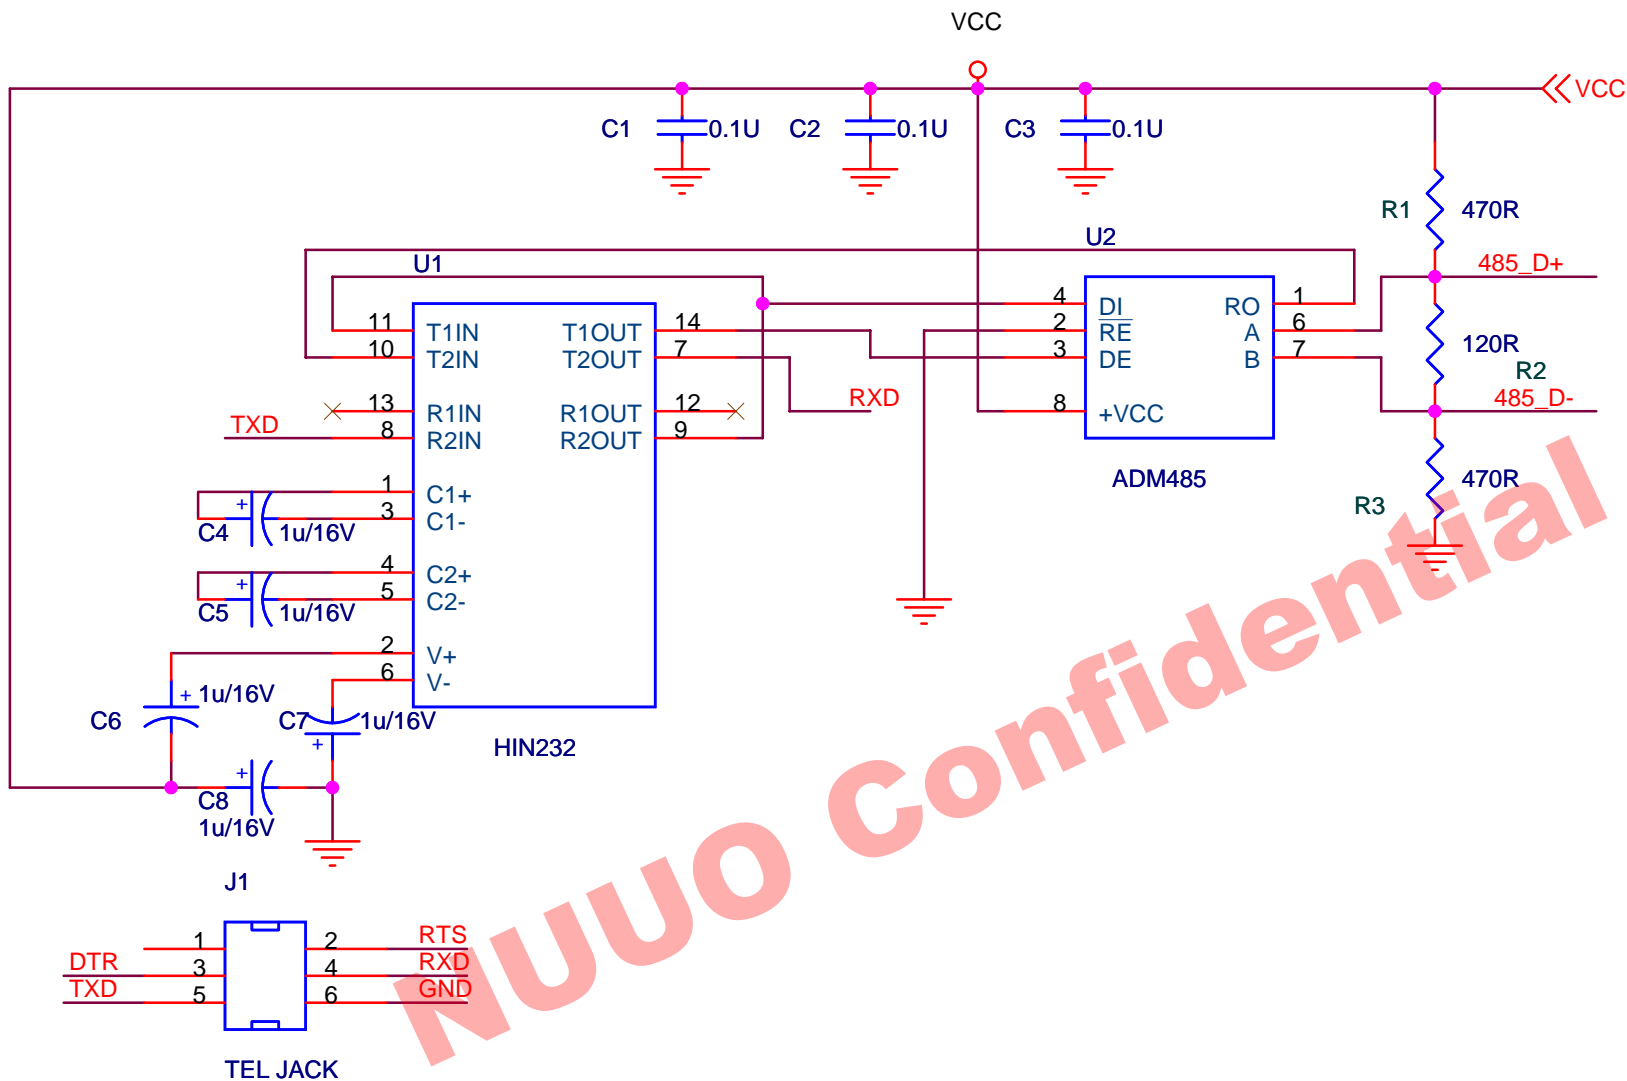 VCC
VCC
C1 0.1U C2 0.1U C3 0.1U
R1 470R
U2
485_D+
U1
4 DI RO 1
11 T1IN T1OUT 14 2 RE A 6
10 T2IN T2OUT 7 3 DE B 7
120R
R2
RXD
485_D-
13 R1IN R1OUT 12 8 +VCC
TXD 8 R2IN R2OUT 9
ADM485
470R
R3
1 C1+
+
3 C1-
C4 1u/16V
4 C2+
+
5 C2-
C5 1u/16V
2 V+
6 V-
+ 1u/16V
C6 C7 1u/16V
+
HIN232
+
C8
1u/16V
J1
1 2 RTS
DTR 3 4 RXD
TXD 5 6 GND
TEL JACK
NUUO Confidential